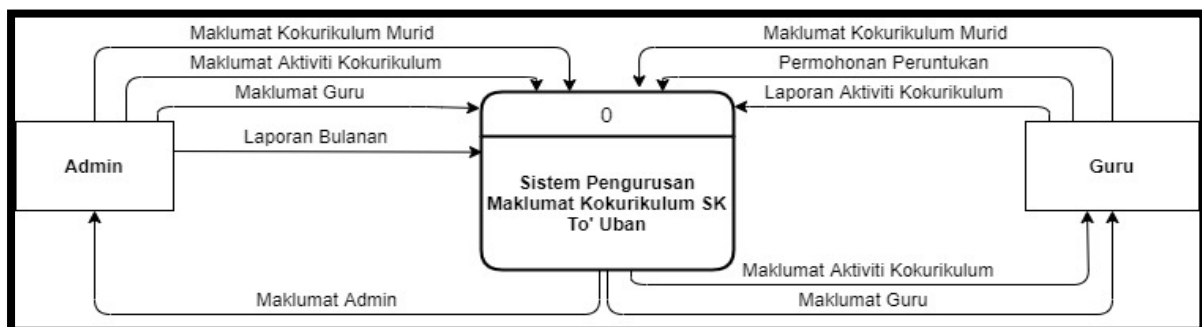 Maklumat Kokurikulum Murid
Maklumat Aktiviti Kokurikulum
Maklumat Guru
Laporan Bulanan
Admin
Maklumat Admin
0
Sistem Pengurusan
Maklumat Kokurikulum SK
To' Uban
Maklumat Kokurikulum Murid
Permohonan Peruntukan
Laporan Aktiviti Kokurikulum
Guru
Maklumat Aktiviti Kokurikulum
Maklumat Guru